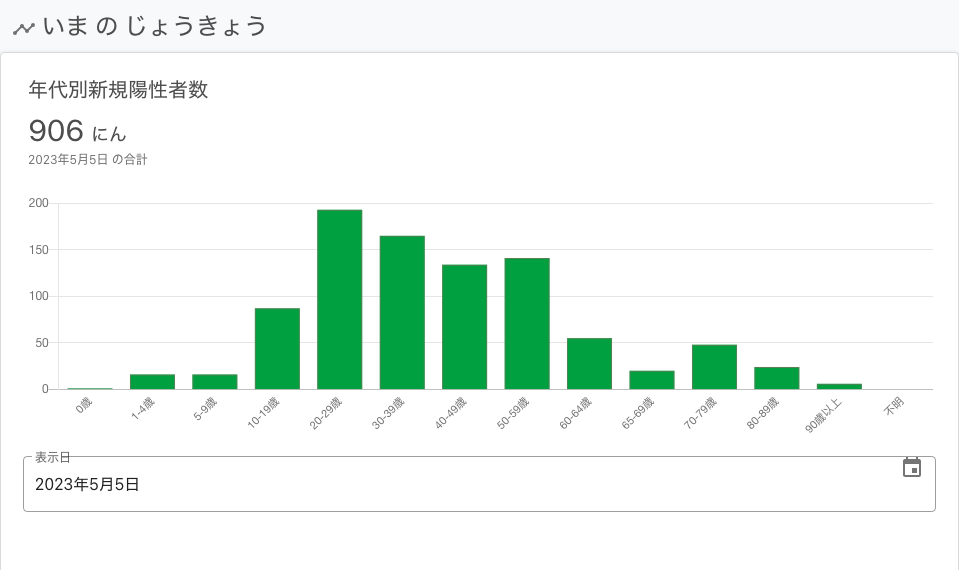 いま の じょうきょう
年代別新規陽性者数
906 にん
2023年5月5日 の合計
200
150
100
50
0
0歳
1-4歳
5-9歳
10-19歳
20-29歳
30-39歳
40-49歳
50-59歳
60-64歳
65-69歳
70-79歳
80-89歳
90歳以上
不明
表示日
2023年5月5日